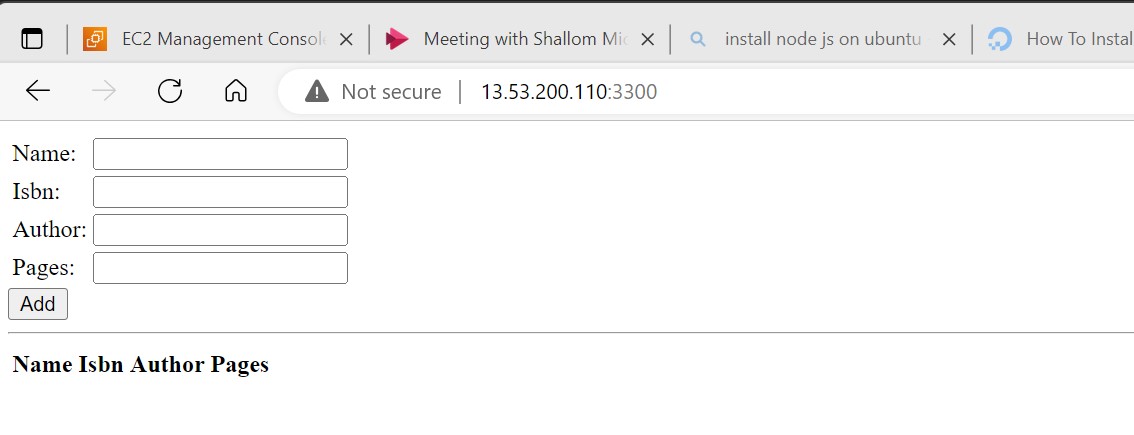 EC2 Management Consol Meeting with Shallom Mi install node js on ubuntu How To Instal
Not secure 13.53.200.110:3300
Name:
Isbn:
Author:
Pages:
Add
Name Isbn Author Pages